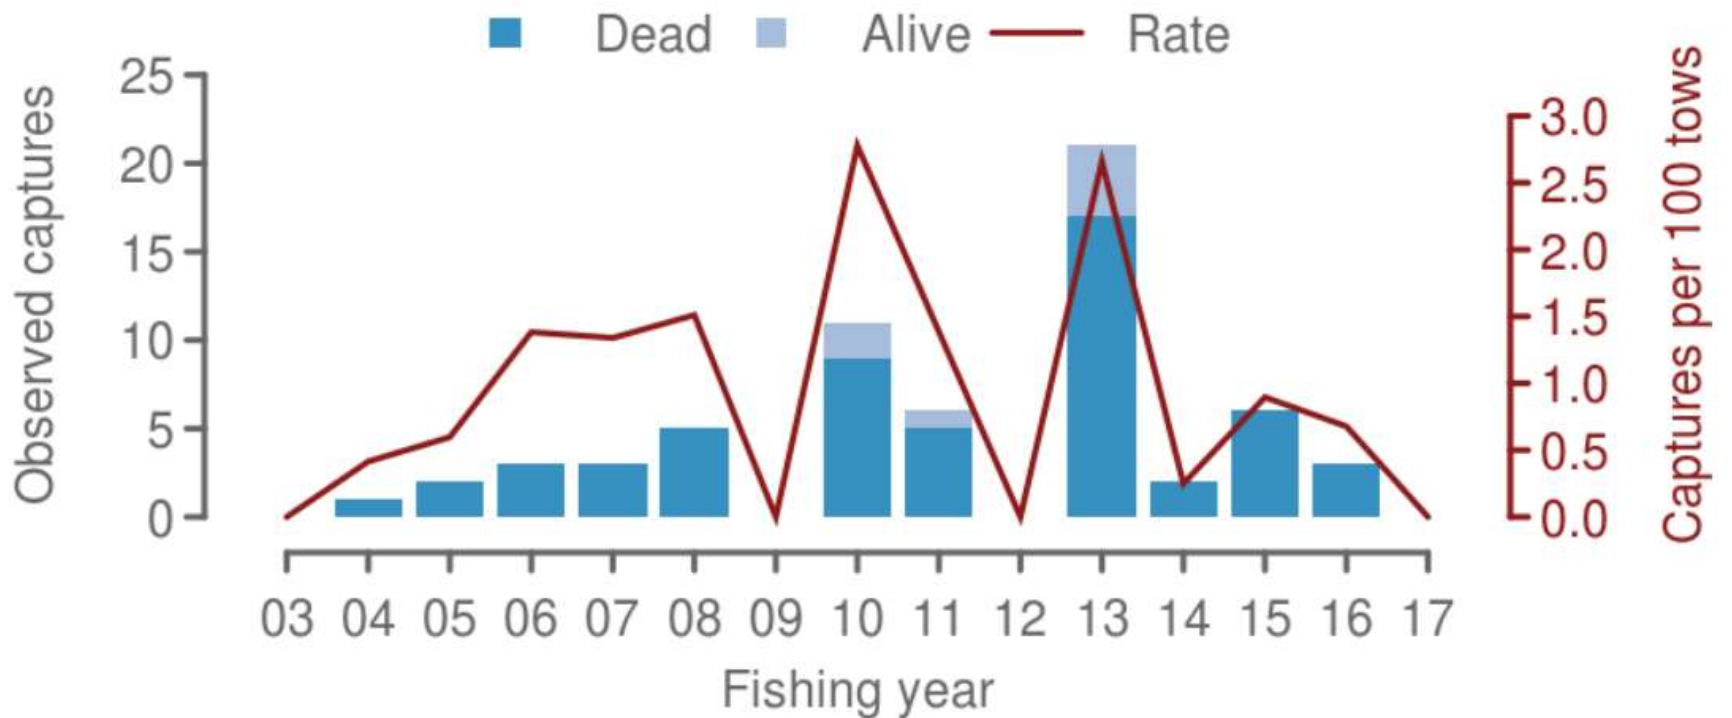 Dead Alive Rate
Observed captures
25
20
15
10
5
0
3.0
2.5
2.0
1.5
1.0
0.5
0.0
Captures per 100 tows
03 04 05 06 07 08 09 10 11 12 13 14 15 16 17
Fishing year